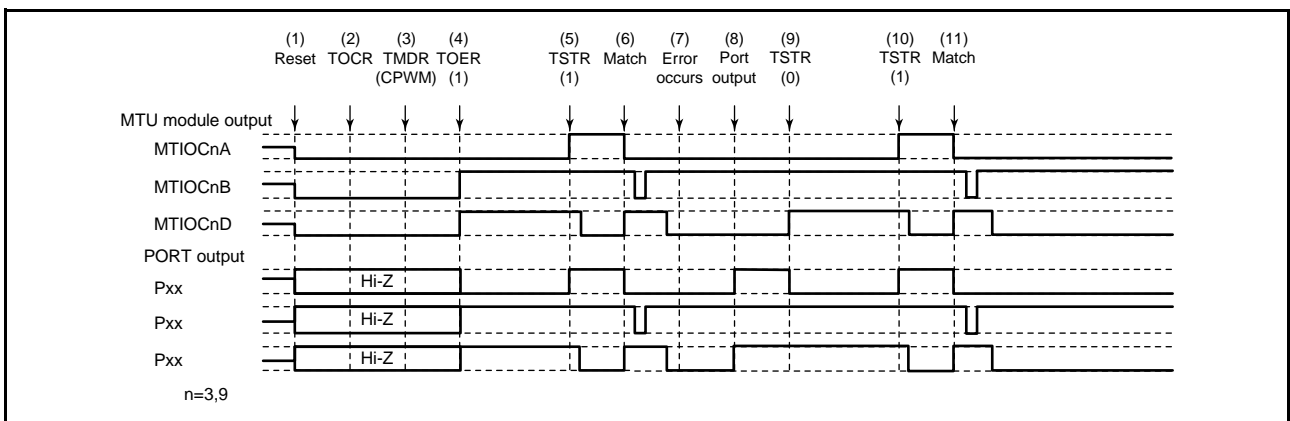 (1) (2) (3) (4) (5) (6) (7) (8) (9) (10) (11)
Reset TOCR TMDR TOER TSTR Match Error Port TSTR TSTR Match
(CPWM) (1) (1) occurs output (0) (1)
MTU module output
MTIOCnA
MTIOCnB
MTIOCnD
PORT output
Pxx Hi-Z
Pxx Hi-Z
Pxx Hi-Z
n=3,9